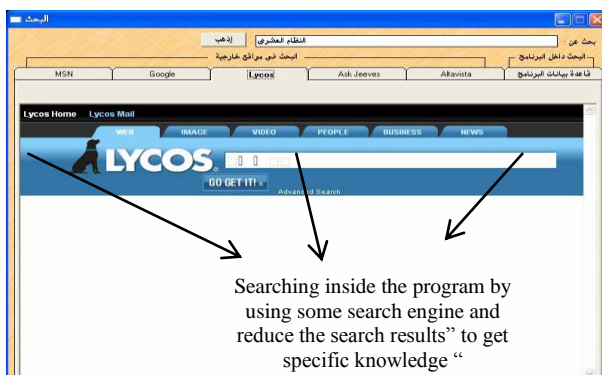 البحث
بحث عن :
النظام العشرى
إذهب
البحث داخل البرنامج
البحث فى مواقع خارجية
MSN Google Lycos Ask Jeeves Altavista قاعدة بيانات البرنامج
Lycos Home Lycos Mail
WEB IMAGE VIDEO PEOPLE BUSINESS NEWS
LYCOS
GO GET IT! »
Advanced Search
Searching inside the program by
using some search engine and
reduce the search results” to get
specific knowledge “